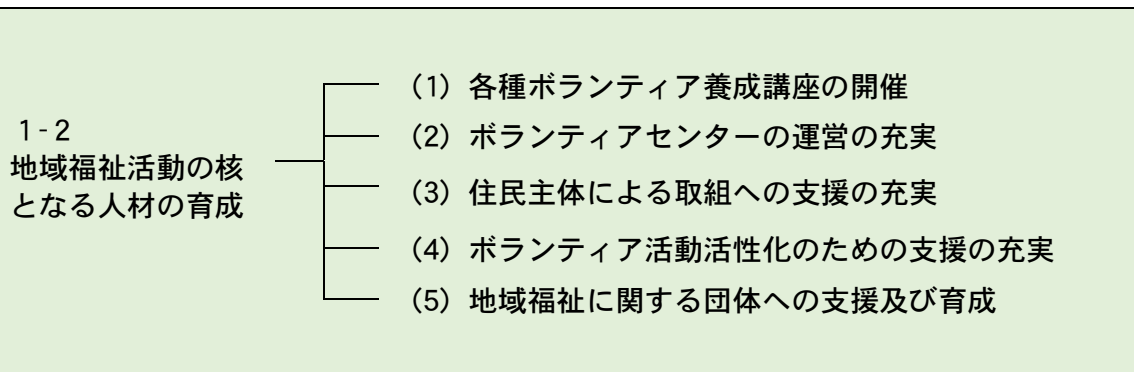 1-2
地域福祉活動の核
となる人材の育成
（1）各種ボランティア養成講座の開催
（2）ボランティアセンターの運営の充実
（3）住民主体による取組への支援の充実
（4）ボランティア活動活性化のための支援の充実
（5）地域福祉に関する団体への支援及び育成